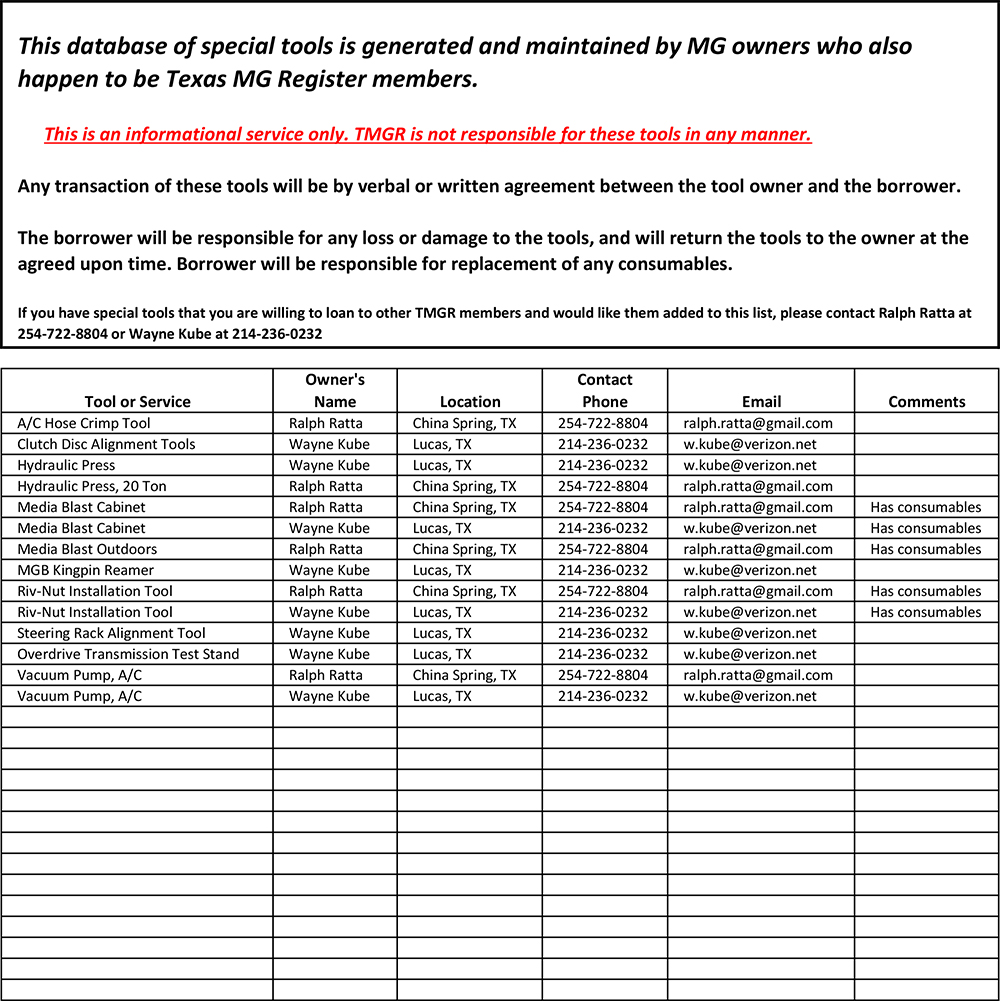 This database of special tools is generated and maintained by MG owners who also
happen to be Texas MG Register members.
This is an informational service only. TMGR is not responsible for these tools in any manner.
Any transaction of these tools will be by verbal or written agreement between the tool owner and the borrower.
The borrower will be responsible for any loss or damage to the tools, and will return the tools to the owner at the
agreed upon time. Borrower will be responsible for replacement of any consumables.
If you have special tools that you are willing to loan to other TMGR members and would like them added to this list, please contact Ralph Ratta at
254-722-8804 or Wayne Kube at 214-236-0232
Owner's Contact
Tool or Service Name Location Phone Email Comments
A/C Hose Crimp Tool Ralph Ratta China Spring, TX 254-722-8804 ralph.ratta@gmail.com
Clutch Disc Alignment Tools Wayne Kube Lucas, TX 214-236-0232 w.kube@verizon.net
Hydraulic Press Wayne Kube Lucas, TX 214-236-0232 w.kube@verizon.net
Hydraulic Press, 20 Ton Ralph Ratta China Spring, TX 254-722-8804 ralph.ratta@gmail.com
Media Blast Cabinet Ralph Ratta China Spring, TX 254-722-8804 ralph.ratta@gmail.com Has consumables
Media Blast Cabinet Wayne Kube Lucas, TX 214-236-0232 w.kube@verizon.net Has consumables
Media Blast Outdoors Ralph Ratta China Spring, TX 254-722-8804 ralph.ratta@gmail.com Has consumables
MGB Kingpin Reamer Wayne Kube Lucas, TX 214-236-0232 w.kube@verizon.net
Riv-Nut Installation Tool Ralph Ratta China Spring, TX 254-722-8804 ralph.ratta@gmail.com Has consumables
Riv-Nut Installation Tool Wayne Kube Lucas, TX 214-236-0232 w.kube@verizon.net Has consumables
Steering Rack Alignment Tool Wayne Kube Lucas, TX 214-236-0232 w.kube@verizon.net
Overdrive Transmission Test Stand Wayne Kube Lucas, TX 214-236-0232 w.kube@verizon.net
Vacuum Pump, A/C Ralph Ratta China Spring, TX 254-722-8804 ralph.ratta@gmail.com
Vacuum Pump, A/C Wayne Kube Lucas, TX 214-236-0232 w.kube@verizon.net